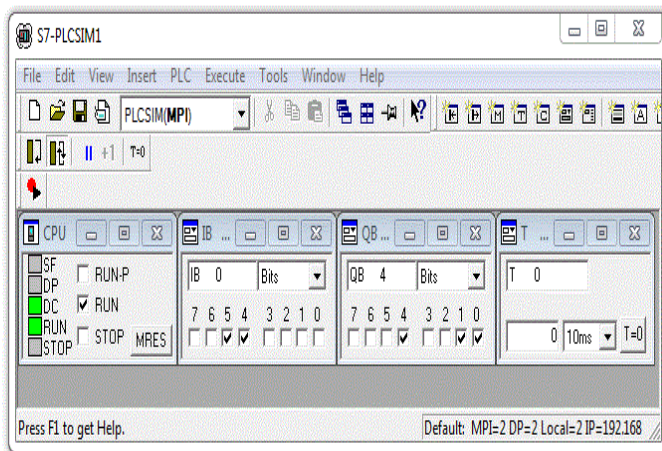 S7-PLCSIM1
File Edit View Insert PLC Execute Tools Window Help
PLCSIM(MPI)
+1 T=0
CPU
SF
DP
DC
RUN
STOP
RUN-P
RUN
STOP
MRES
IB ...
IB 0 Bits
7 6 5 4 3 2 1 0
QB ...
QB 4 Bits
7 6 5 4 3 2 1 0
T ...
T 0
0 10ms T=0
Press F1 to get Help.
Default: MPI=2 DP=2 Local=2 IP=192.168